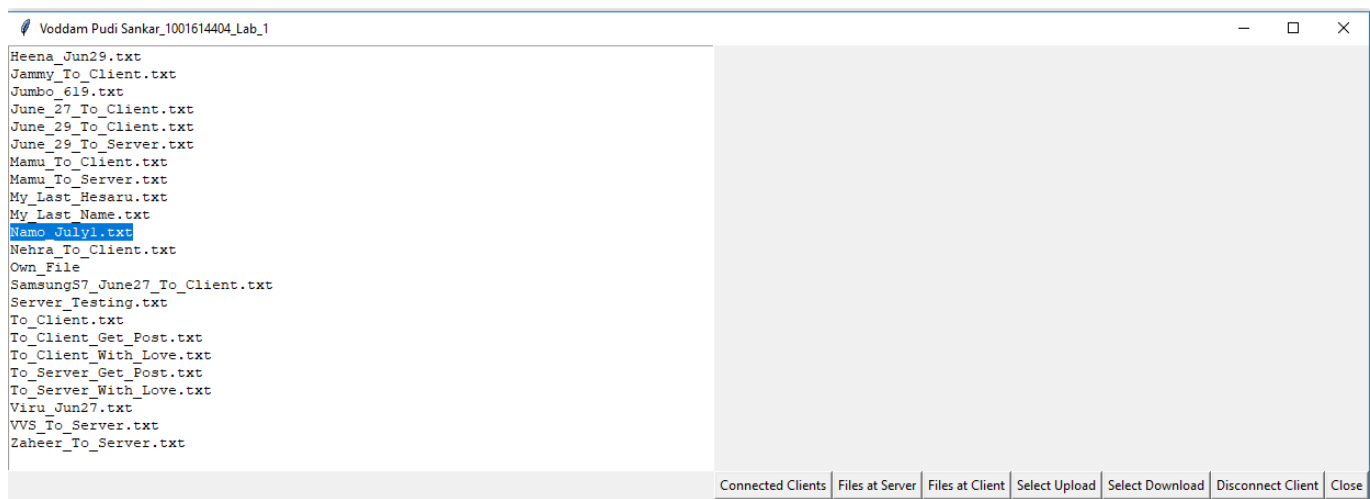 Voddam Pudi Sankar_1001614404_Lab_1
Heena_Jun29.txt
Jammy_To_Client.txt
Jumbo_619.txt
June_27_To_Client.txt
June_29_To_Client.txt
June_29_To_Server.txt
Mamu_To_Client.txt
Mamu_To_Server.txt
My_Last_Hesaru.txt
My_Last_Name.txt
Namo_July1.txt
Nehra_To_Client.txt
Own_File
SamsungS7_June27_To_Client.txt
Server_Testing.txt
To_Client.txt
To_Client_Get_Post.txt
To_Client_With_Love.txt
To_Server_Get_Post.txt
To_Server_With_Love.txt
Viru_Jun27.txt
VVS_To_Server.txt
Zaheer_To_Server.txt
Connected Clients Files at Server Files at Client Select Upload Select Download Disconnect Client Close